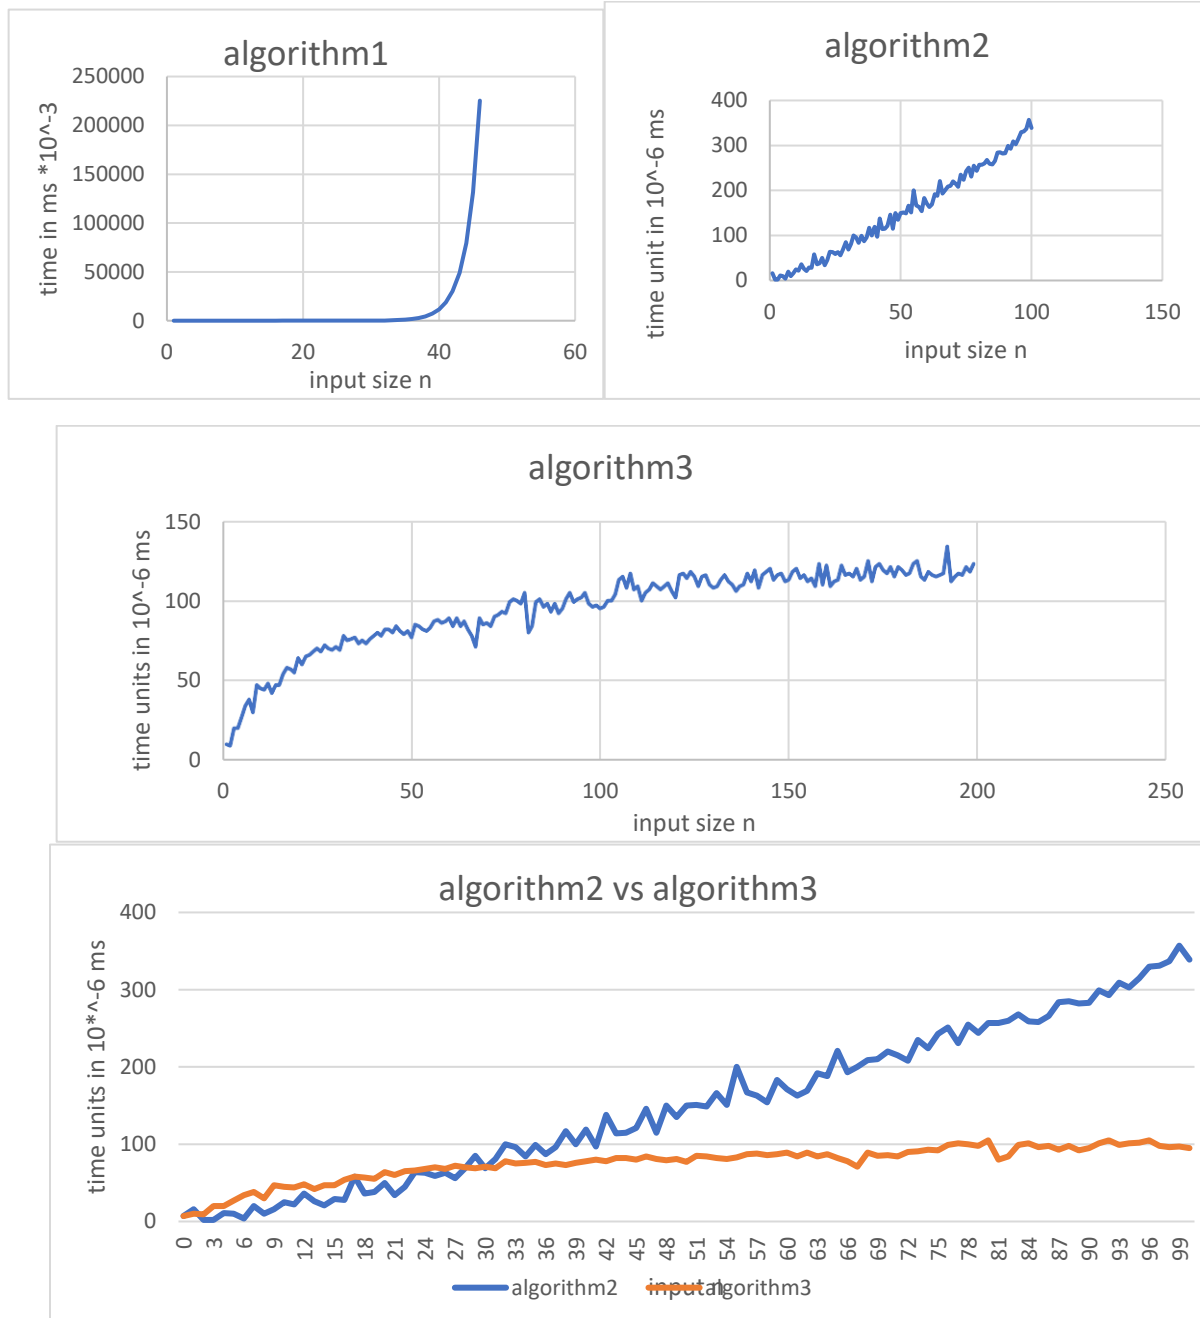 algorithm1
250000
200000
150000
100000
50000
0
time in ms *10^-3
0 20 40 60
input size n
algorithm2
400
300
200
100
0
time unit in 10^-6 ms
0 50 100 150
input size n
algorithm3
150
100
50
0
time units in 10^-6 ms
0 50 100 150 200 250
input size n
algorithm2 vs algorithm3
400
300
200
100
0
time units in 10*^-6 ms
0 3 6 9 12 15 18 21 24 27 30 33 36 39 42 45 48 51 54 57 60 63 66 69 72 75 78 81 84 87 90 93 96 99
input n
algorithm2 algorithm3